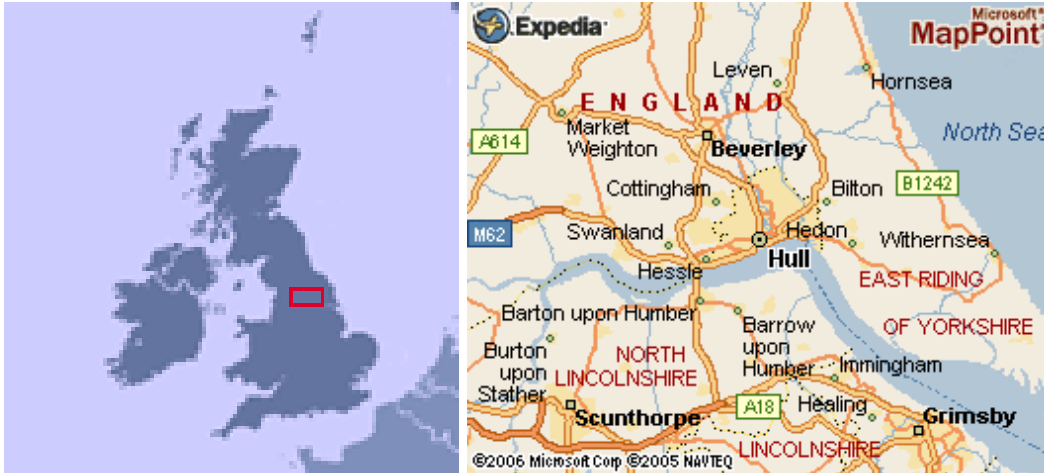 Expedia
Microsoft®
MapPoint®
Leven
Hornsea
ENGLAND
A614
Market
Weighton
Beverley
North Sea
Cottingham
Bilton
B1242
M62
Swanland
Hedon
Withernsea
Hull
Hessle
EAST RIDING
OF YORKSHIRE
Barton upon Humber
Barrow
upon
Humber
Burton
upon
Stather
NORTH
LINCOLNSHIRE
Immingham
A18
Healing
Scunthorpe
Grimsby
LINCOLNSHIRE
©2006 Microsoft Corp ©2005 NAVTEQ